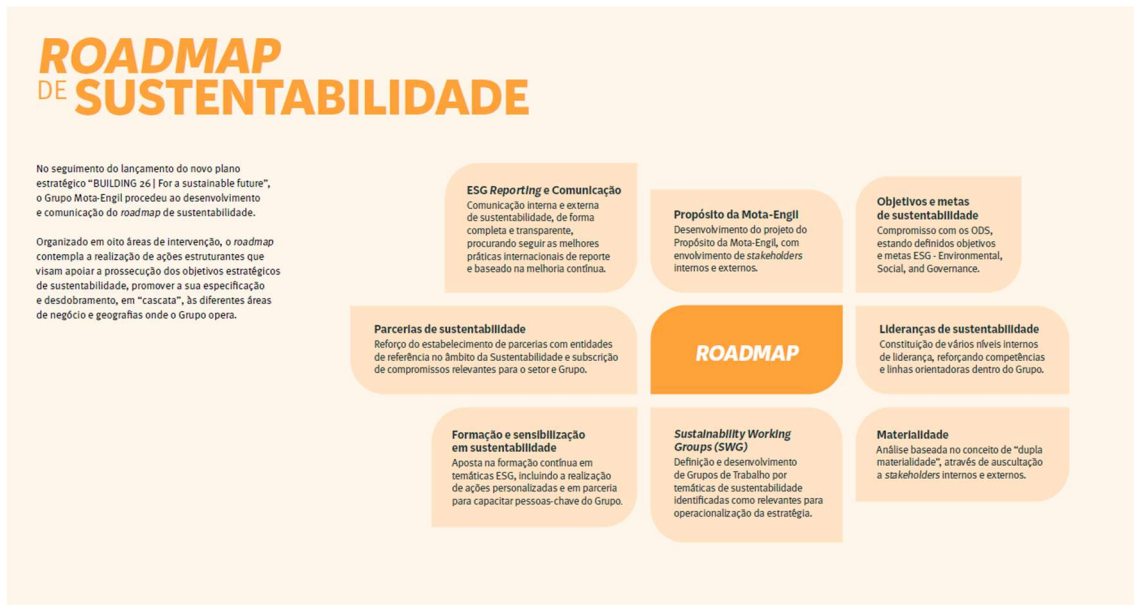 ROADMAP
DE SUSTENTABILIDADE
No seguimento do lançamento do novo plano
estratégico “BUILDING 26 | For a sustainable future”,
o Grupo Mota-Engil procedeu ao desenvolvimento
e comunicação do roadmap de sustentabilidade.
Organizado em oito áreas de intervenção, o roadmap
contempla a realização de ações estruturantes que
visam apoiar a prossecução dos objetivos estratégicos
de sustentabilidade, promover a sua especificação
e desdobramento, em “cascata”, às diferentes áreas
de negócio e geografias onde o Grupo opera.
ESG Reporting e Comunicação
Comunicação interna e externa
de sustentabilidade, de forma
completa e transparente,
procurando seguir as melhores
práticas internacionais de reporte
e baseado na melhoria contínua.
Propósito da Mota-Engil
Desenvolvimento do projeto do
Propósito da Mota-Engil, com
envolvimento de stakeholders
internos e externos.
Objetivos e metas
de sustentabilidade
Compromisso com os ODS,
estando definidos objetivos
e metas ESG - Environmental,
Social, and Governance.
Parcerias de sustentabilidade
Reforço do estabelecimento de parcerias com entidades
de referência no âmbito da Sustentabilidade e subscrição
de compromissos relevantes para o setor e Grupo.
ROADMAP
Lideranças de sustentabilidade
Constituição de vários níveis internos
de liderança, reforçando competências
e linhas orientadoras dentro do Grupo.
Formação e sensibilização
em sustentabilidade
Aposta na formação contínua em
temáticas ESG, incluindo a realização
de ações personalizadas e em parceria
para capacitar pessoas-chave do Grupo.
Sustainability Working
Groups (SWG)
Definição e desenvolvimento
de Grupos de Trabalho por
temáticas de sustentabilidade
identificadas como relevantes para
operacionalização da estratégia.
Materialidade
Análise baseada no conceito de “dupla
materialidade”, através de auscultação
a stakeholders internos e externos.